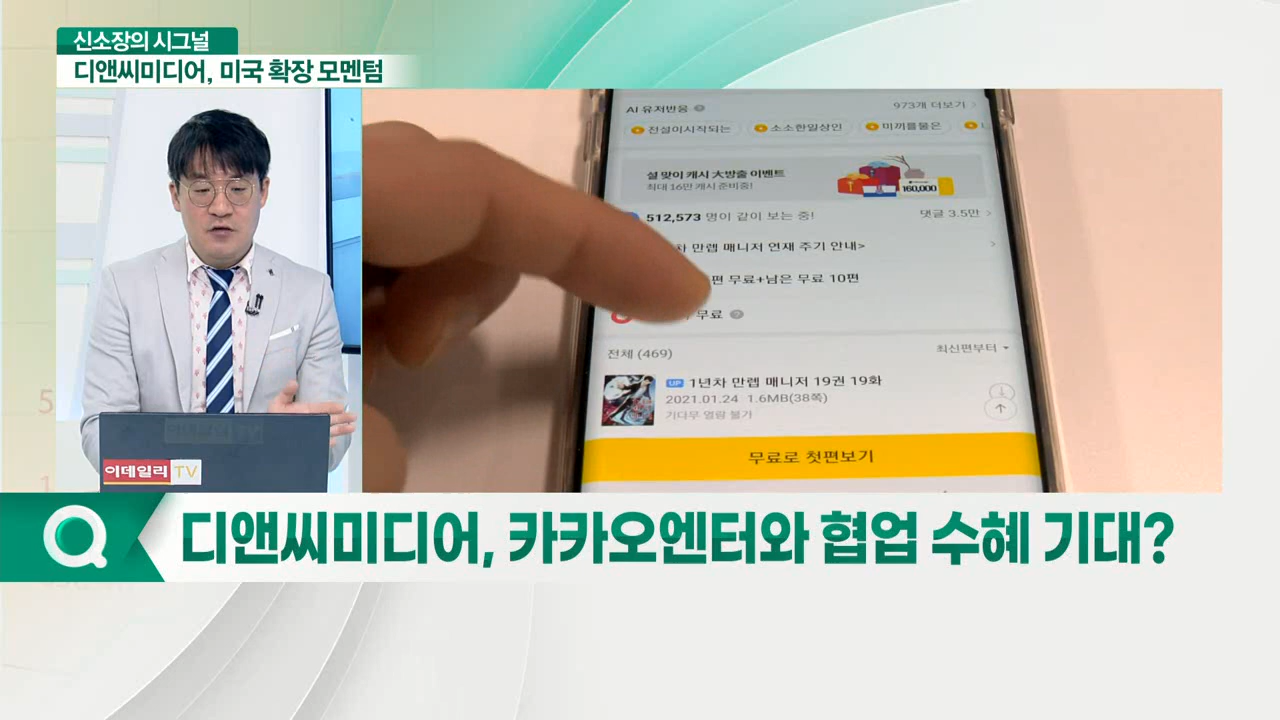 신소장의 시그널
디앤씨미디어, 미국 확장 모멘텀
AI 유저반응
973개 더보기 >
전설이시작되는
소소한일상인
미끼를물은
설 맞이 캐시 大방출 이벤트
최대 16만 캐시 준비중!
160,000
512,573 명이 같이 보는 중!
댓글 3.5만 >
차 만렙 매니저 연재 주기 안내>
편 무료+남은 무료 10편
무료
전체 (469)
최신편부터
UP 1년차 만렙 매니저 19권 19화
2021.01.24 1.6MB(38쪽)
기다무 열람 불가
무료로 첫편보기
이데일리 TV
이데일리 TV
디앤씨미디어, 카카오엔터와 협업 수혜 기대?